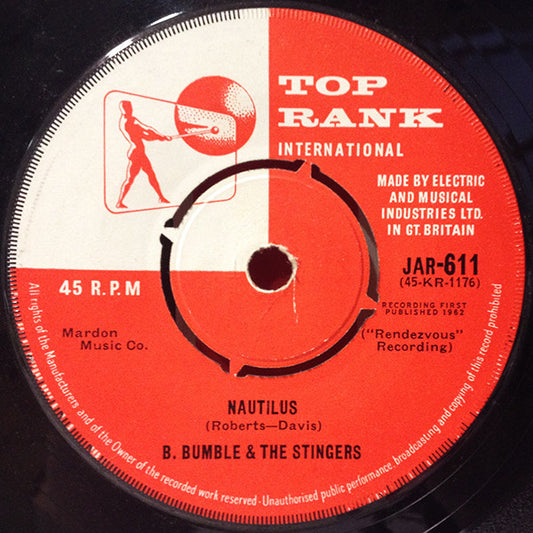 TOP
RANK
INTERNATIONAL
MADE BY ELECTRIC
AND MUSICAL
INDUSTRIES LTD.
IN GT. BRITAIN
45 R.P.M
JAR-611
(45-KR-1176)
RECORDING FIRST
PUBLISHED 1962
Mardon
Music Co.
("Rendezvous"
Recording)
NAUTILUS
(Roberts—Davis)
B. BUMBLE & THE STINGERS
All rights of the Manufacturers and of the Owner of the recorded work reserved - Unauthorised public performance, broadcasting and copying of this record prohibited